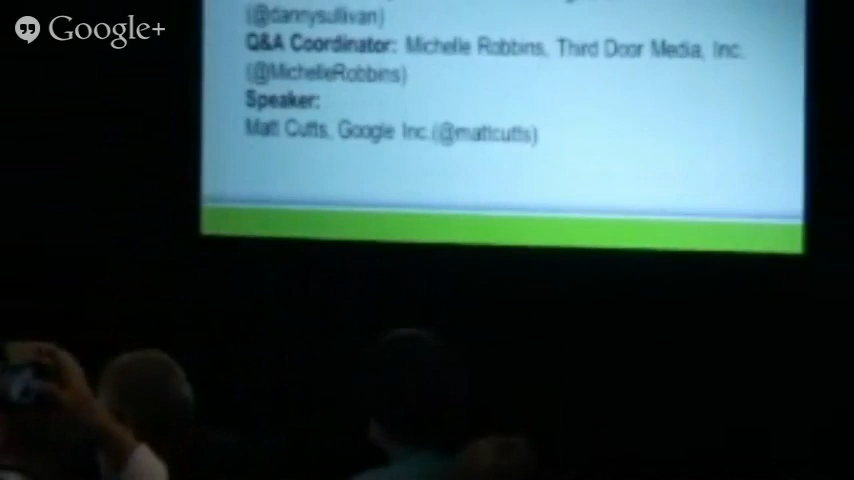 Google+
(@dannysullivan)
Q&A Coordinator: Michelle Robbins, Third Door Media, Inc.
(@MichelleRobbins)
Speaker:
Matt Cutts, Google Inc.(@mattcutts)